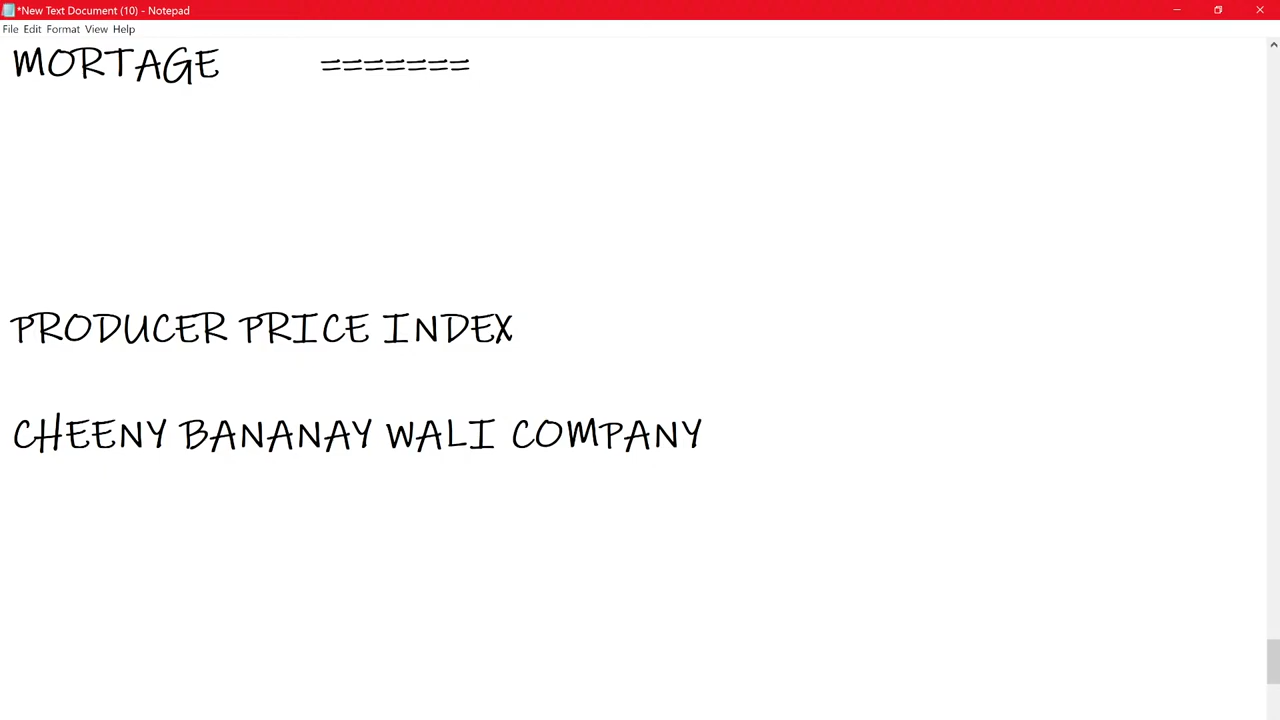 *New Text Document (10) - Notepad
File Edit Format View Help
MORTAGE =======
PRODUCER PRICE INDEX
CHEENY BANANAY WALI COMPANY